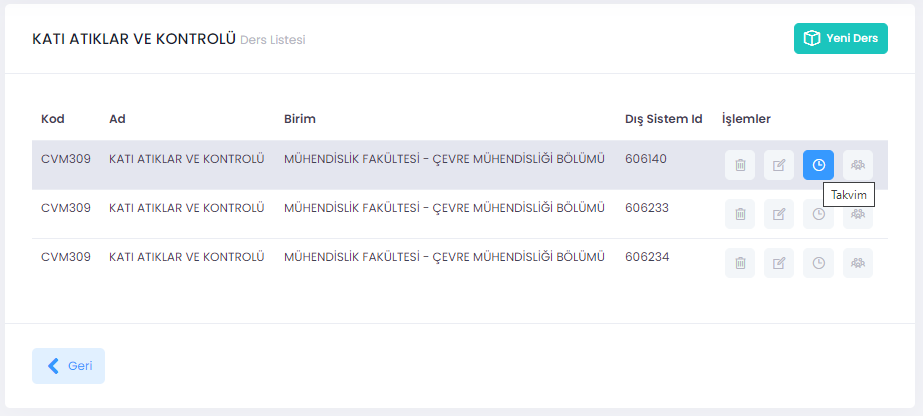 KATI ATIKLAR VE KONTROLÜ Ders Listesi
Yeni Ders
Kod Ad Birim Dış Sistem Id İşlemler
CVM309 KATI ATIKLAR VE KONTROLÜ MÜHENDİSLİK FAKÜLTESİ - ÇEVRE MÜHENDİSLİĞİ BÖLÜMÜ 606140
Takvim
CVM309 KATI ATIKLAR VE KONTROLÜ MÜHENDİSLİK FAKÜLTESİ - ÇEVRE MÜHENDİSLİĞİ BÖLÜMÜ 606233
CVM309 KATI ATIKLAR VE KONTROLÜ MÜHENDİSLİK FAKÜLTESİ - ÇEVRE MÜHENDİSLİĞİ BÖLÜMÜ 606234
Geri